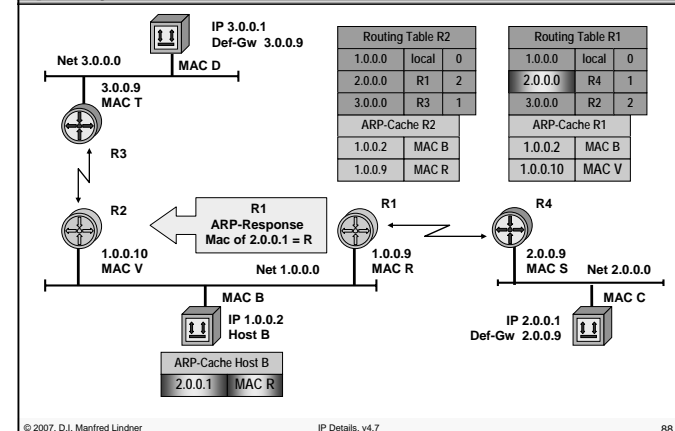 IP 3.0.0.1
Def-Gw 3.0.0.9
Net 3.0.0.0
MAC D
3.0.0.9
MAC T
R3
Routing Table R2
1.0.0.0 local 0
2.0.0.0 R1 2
3.0.0.0 R3 1
ARP-Cache R2
1.0.0.2 MAC B
1.0.0.9 MAC R
Routing Table R1
1.0.0.0 local 0
2.0.0.0 R4 1
3.0.0.0 R2 2
ARP-Cache R1
1.0.0.2 MAC B
1.0.0.10 MAC V
R2
R1
ARP-Response
Mac of 2.0.0.1 = R
R1
R4
1.0.0.10
MAC V
Net 1.0.0.0
1.0.0.9
MAC R
2.0.0.9
MAC S
Net 2.0.0.0
MAC B
MAC C
IP 1.0.0.2
Host B
IP 2.0.0.1
Def-Gw 2.0.0.9
ARP-Cache Host B
2.0.0.1 MAC R
© 2007, D.I. Manfred Lindner
IP Details, v4.7
88